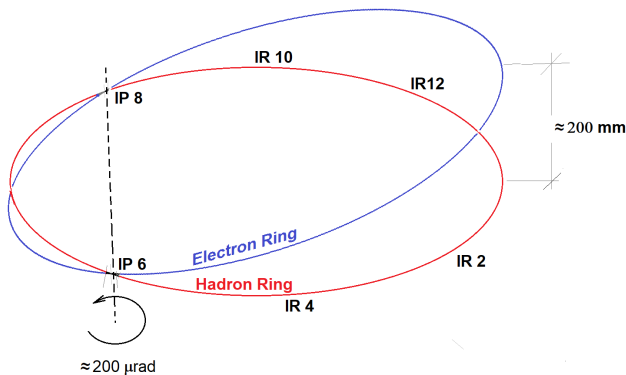 IR 10
IR12
IP 8
≈ 200 mm
Electron Ring
IP 6
Hadron Ring
IR 2
IR 4
≈ 200 μrad